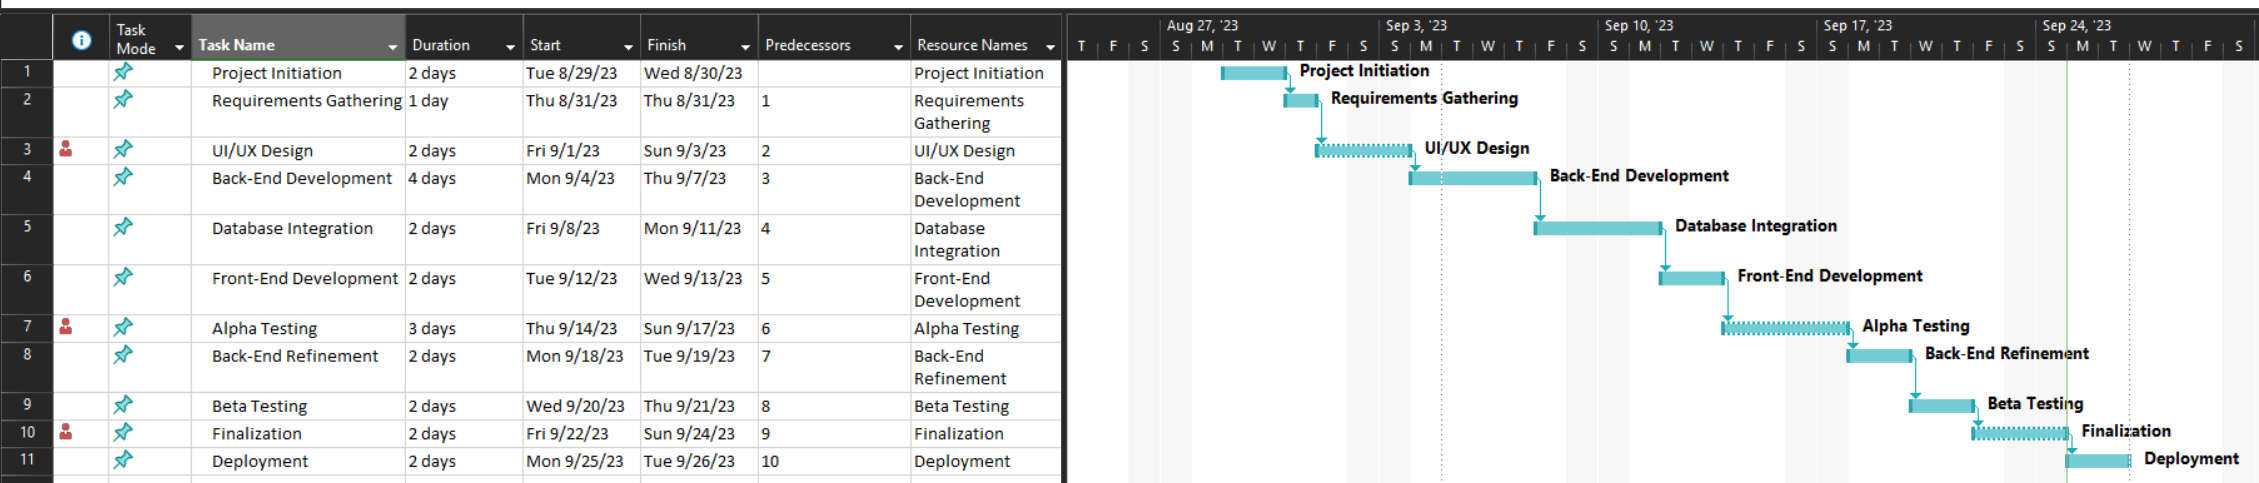 Aug 27, '23 Sep 3, '23 Sep 10, '23 Sep 17, '23 Sep 24, '23
Task Mode Task Name Duration Start Finish Predecessors Resource Names
T F S S M T W T F S S M T W T F S S M T W T F S S M T W T F S S M T W T F S
1 Project Initiation 2 days Tue 8/29/23 Wed 8/30/23 Project Initiation Project Initiation
2 Requirements Gathering 1 day Thu 8/31/23 Thu 8/31/23 1 Requirements Gathering Requirements Gathering
3 UI/UX Design 2 days Fri 9/1/23 Sun 9/3/23 2 UI/UX Design UI/UX Design
4 Back-End Development 4 days Mon 9/4/23 Thu 9/7/23 3 Back-End Development Back-End Development
5 Database Integration 2 days Fri 9/8/23 Mon 9/11/23 4 Database Integration Database Integration
6 Front-End Development 2 days Tue 9/12/23 Wed 9/13/23 5 Front-End Development Front-End Development
7 Alpha Testing 3 days Thu 9/14/23 Sun 9/17/23 6 Alpha Testing Alpha Testing
8 Back-End Refinement 2 days Mon 9/18/23 Tue 9/19/23 7 Back-End Refinement Back-End Refinement
9 Beta Testing 2 days Wed 9/20/23 Thu 9/21/23 8 Beta Testing Beta Testing
10 Finalization 2 days Fri 9/22/23 Sun 9/24/23 9 Finalization Finalization
11 Deployment 2 days Mon 9/25/23 Tue 9/26/23 10 Deployment Deployment